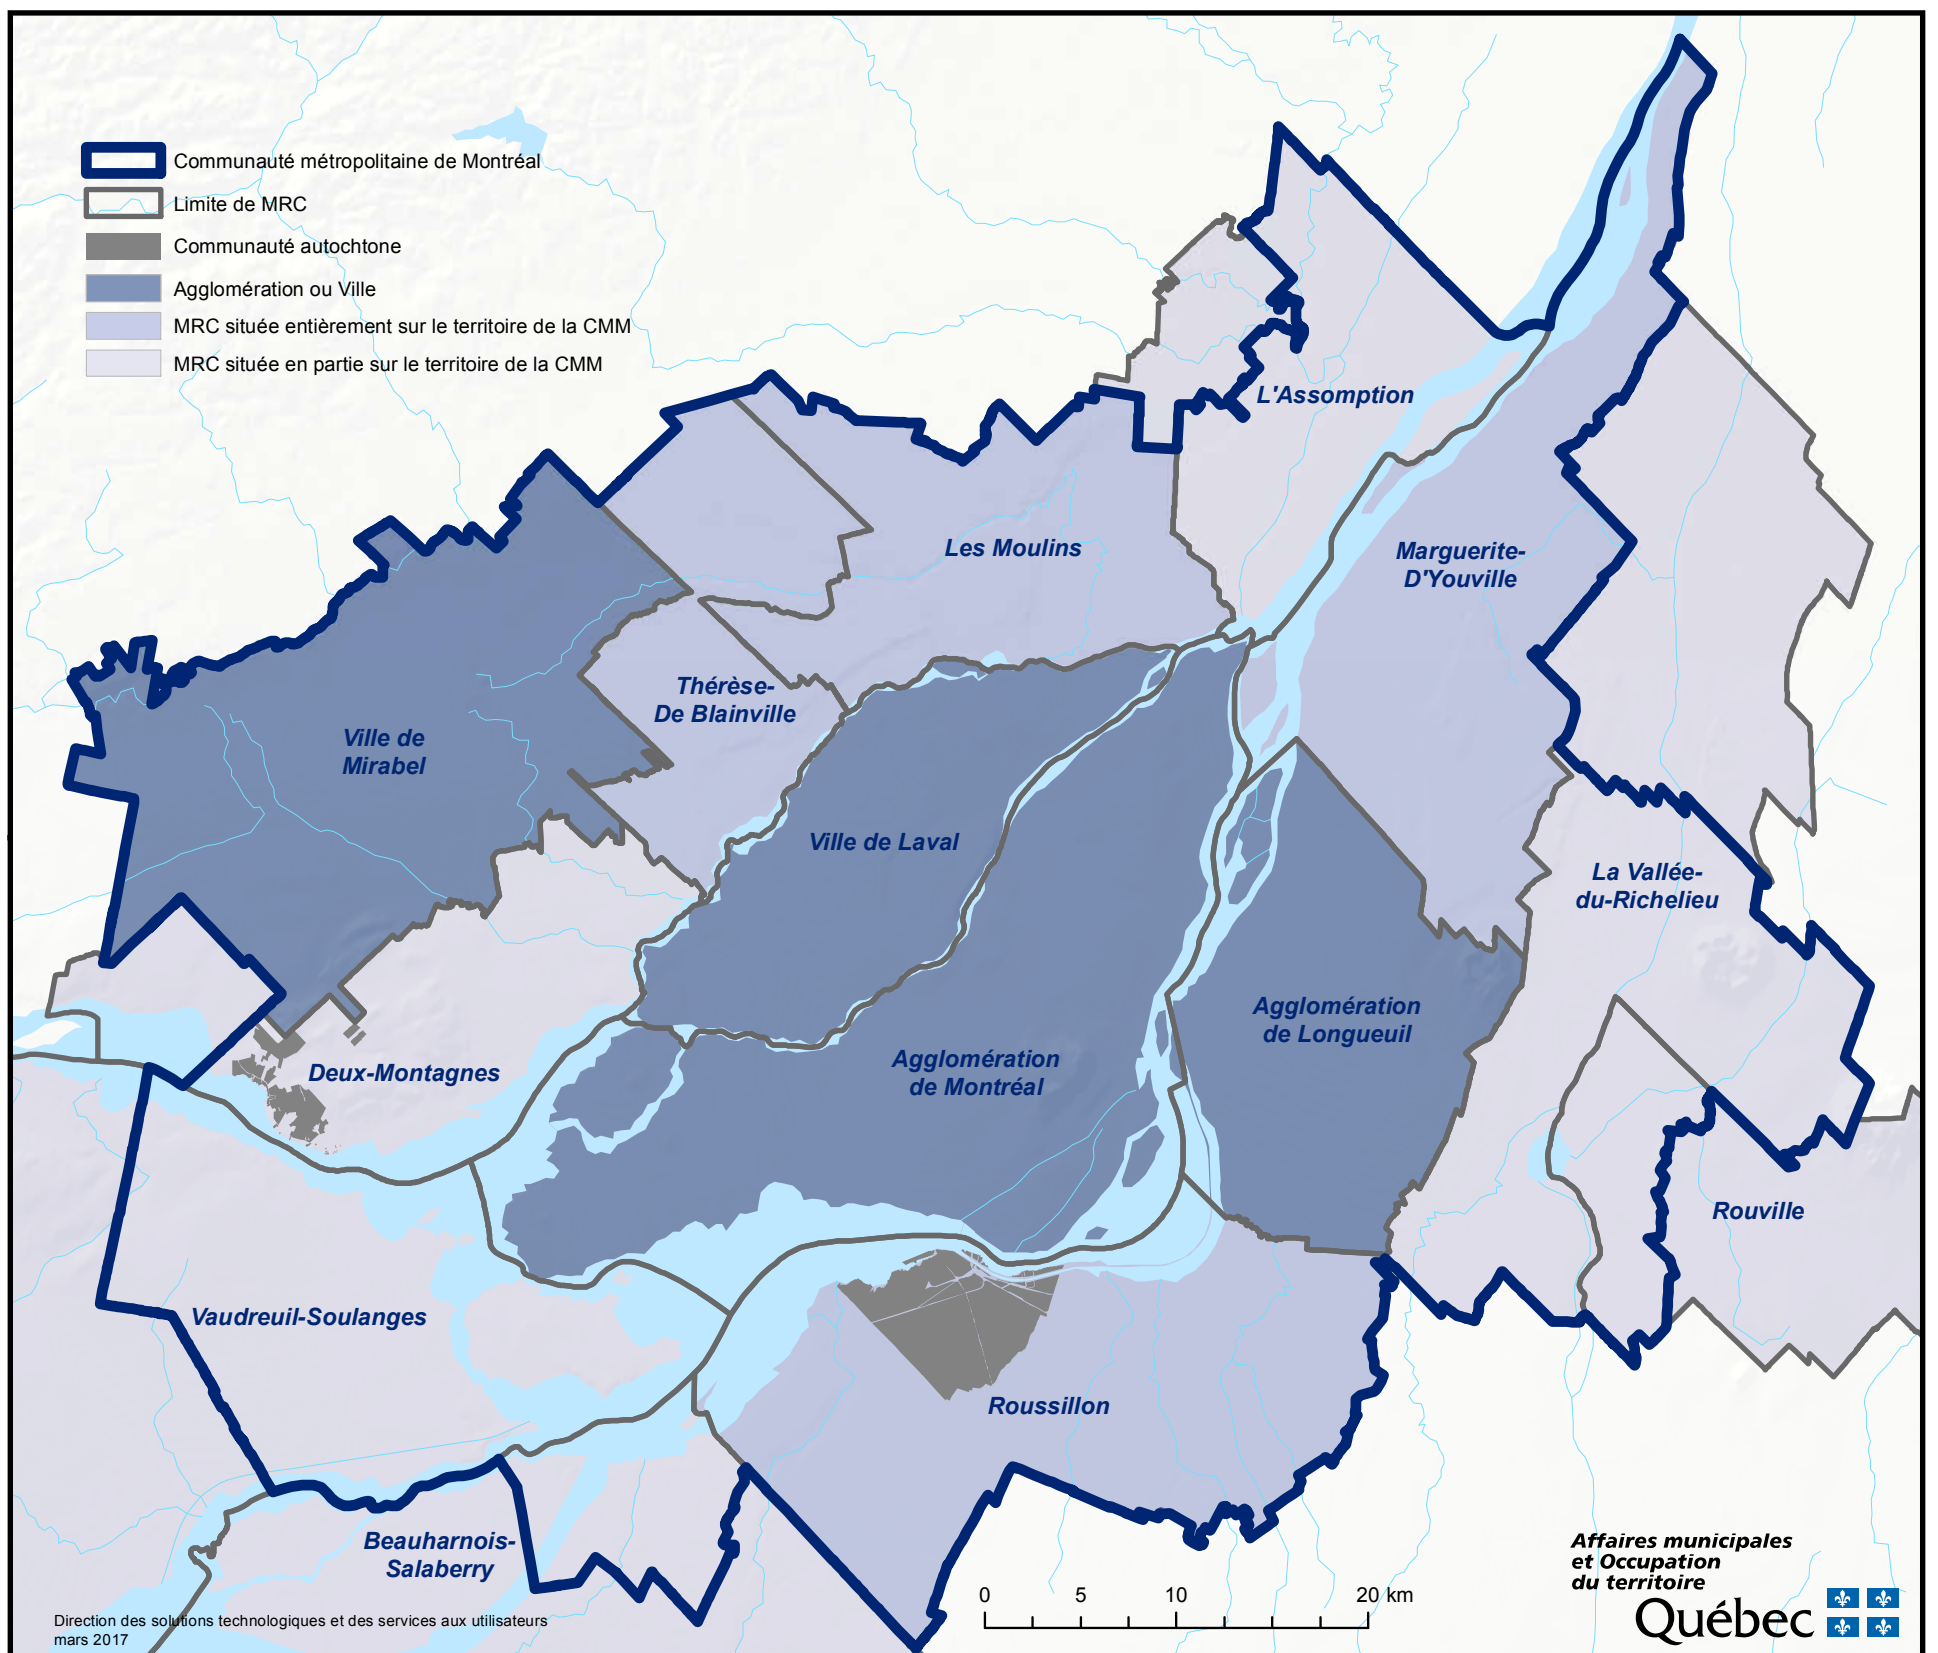 Communauté métropolitaine de Montréal
Limite de MRC
Communauté autochtone
Agglomération ou Ville
MRC située entièrement sur le territoire de la CMM
MRC située en partie sur le territoire de la CMM
L'Assomption
Les Moulins
Marguerite-
D'Youville
Thérèse-
De Blainville
Ville de
Mirabel
Ville de Laval
La Vallée-
du-Richelieu
Agglomération
de Longueuil
Agglomération
de Montréal
Deux-Montagnes
Rouville
Vaudreuil-Soulanges
Roussillon
Beauharnois-
Salaberry
0 5 10 20 km
Direction des solutions technologiques et des services aux utilisateurs
mars 2017
Affaires municipales
et Occupation
du territoire
Québec